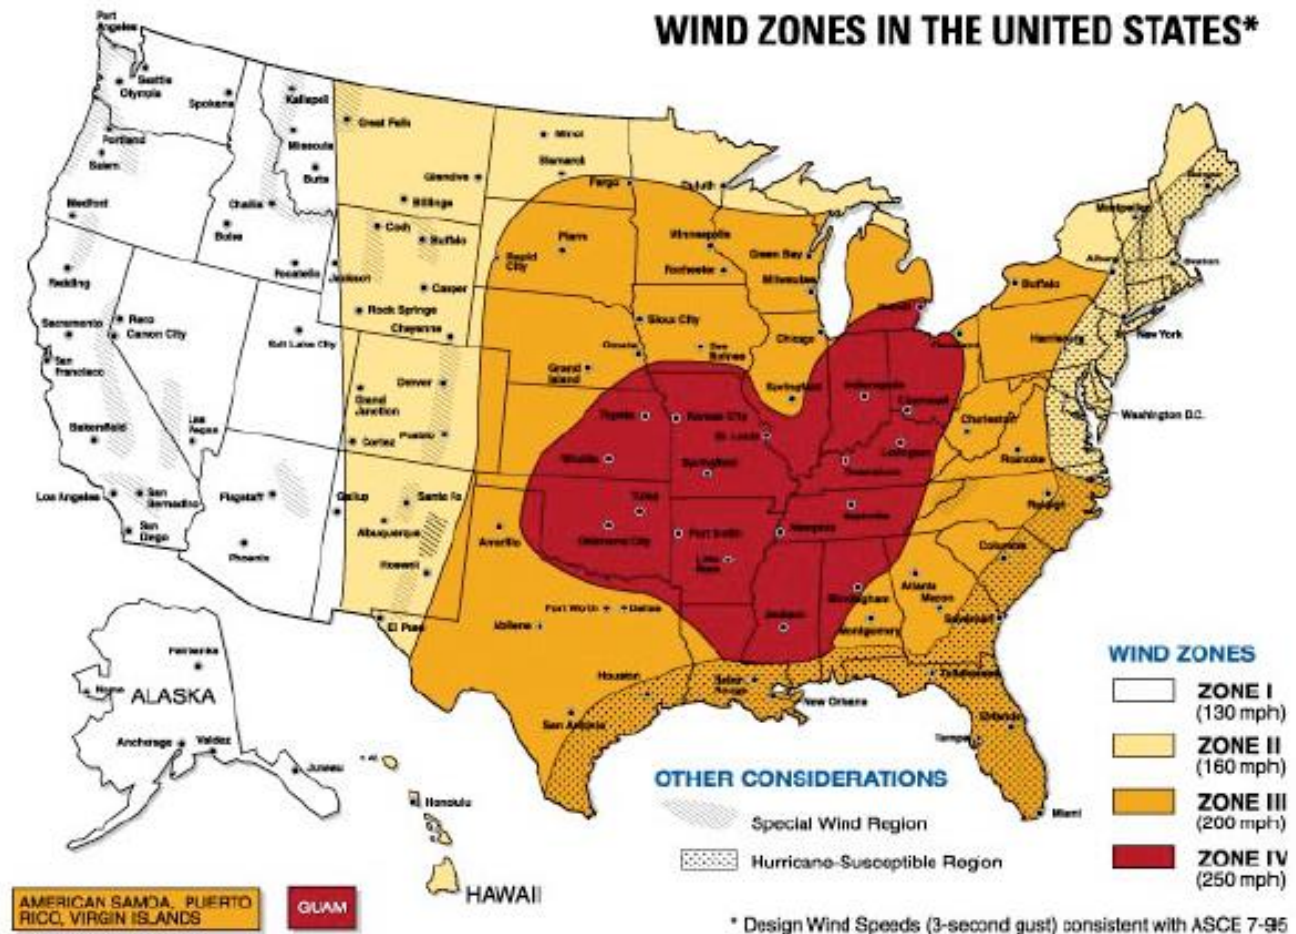 WIND ZONES IN THE UNITED STATES*
Port
Angeles
Seattle
Olympia
Spokane
Kalispell
Great Falls
Minot
Portland
Salem
Missoula
Butte
Bismarck
Glendive
Fargo
Duluth
Medford
Challis
Billings
Boise
Cody
Buffalo
Pierre
Minneapolis
Green Bay
Montpelier
Albany
Boston
Redding
Pocatello
Jackson
Casper
Rapid
City
Rochester
Milwaukee
Buffalo
Sacramento
Reno
Carson City
Rock Springs
Cheyenne
Sioux City
Chicago
Harrisburg
New York
San
Francisco
Salt Lake City
Omaha
Des
Moines
Grand
Island
Denver
Grand
Junction
Springfield
Indianapolis
Washington D.C.
Bakersfield
Las
Vegas
Cortez
Pueblo
Topeka
Kansas City
St. Louis
Charleston
Lexington
Roanoke
Wichita
Springfield
Los Angeles
San
Bernadino
Flagstaff
Gallup
Santa Fe
Tulsa
Raleigh
San
Diego
Albuquerque
Amarillo
Oklahoma City
Fort Smith
Memphis
Phoenix
Roswell
Little
Rock
Columbia
Atlanta
Macon
Birmingham
El Paso
Abilene
Fort Worth
Dallas
Jackson
Montgomery
Savannah
Houston
Baton
Rouge
Tallahassee
New Orleans
San Antonio
Orlando
Tampa
Miami
Fairbanks
Nome
ALASKA
Anchorage
Valdez
Juneau
Honolulu
HAWAII
WIND ZONES
ZONE I
(130 mph)
ZONE II
(160 mph)
ZONE III
(200 mph)
ZONE IV
(250 mph)
OTHER CONSIDERATIONS
Special Wind Region
Hurricane-Susceptible Region
AMERICAN SAMOA, PUERTO
RICO, VIRGIN ISLANDS
GUAM
* Design Wind Speeds (3-second gust) consistent with ASCE 7-95